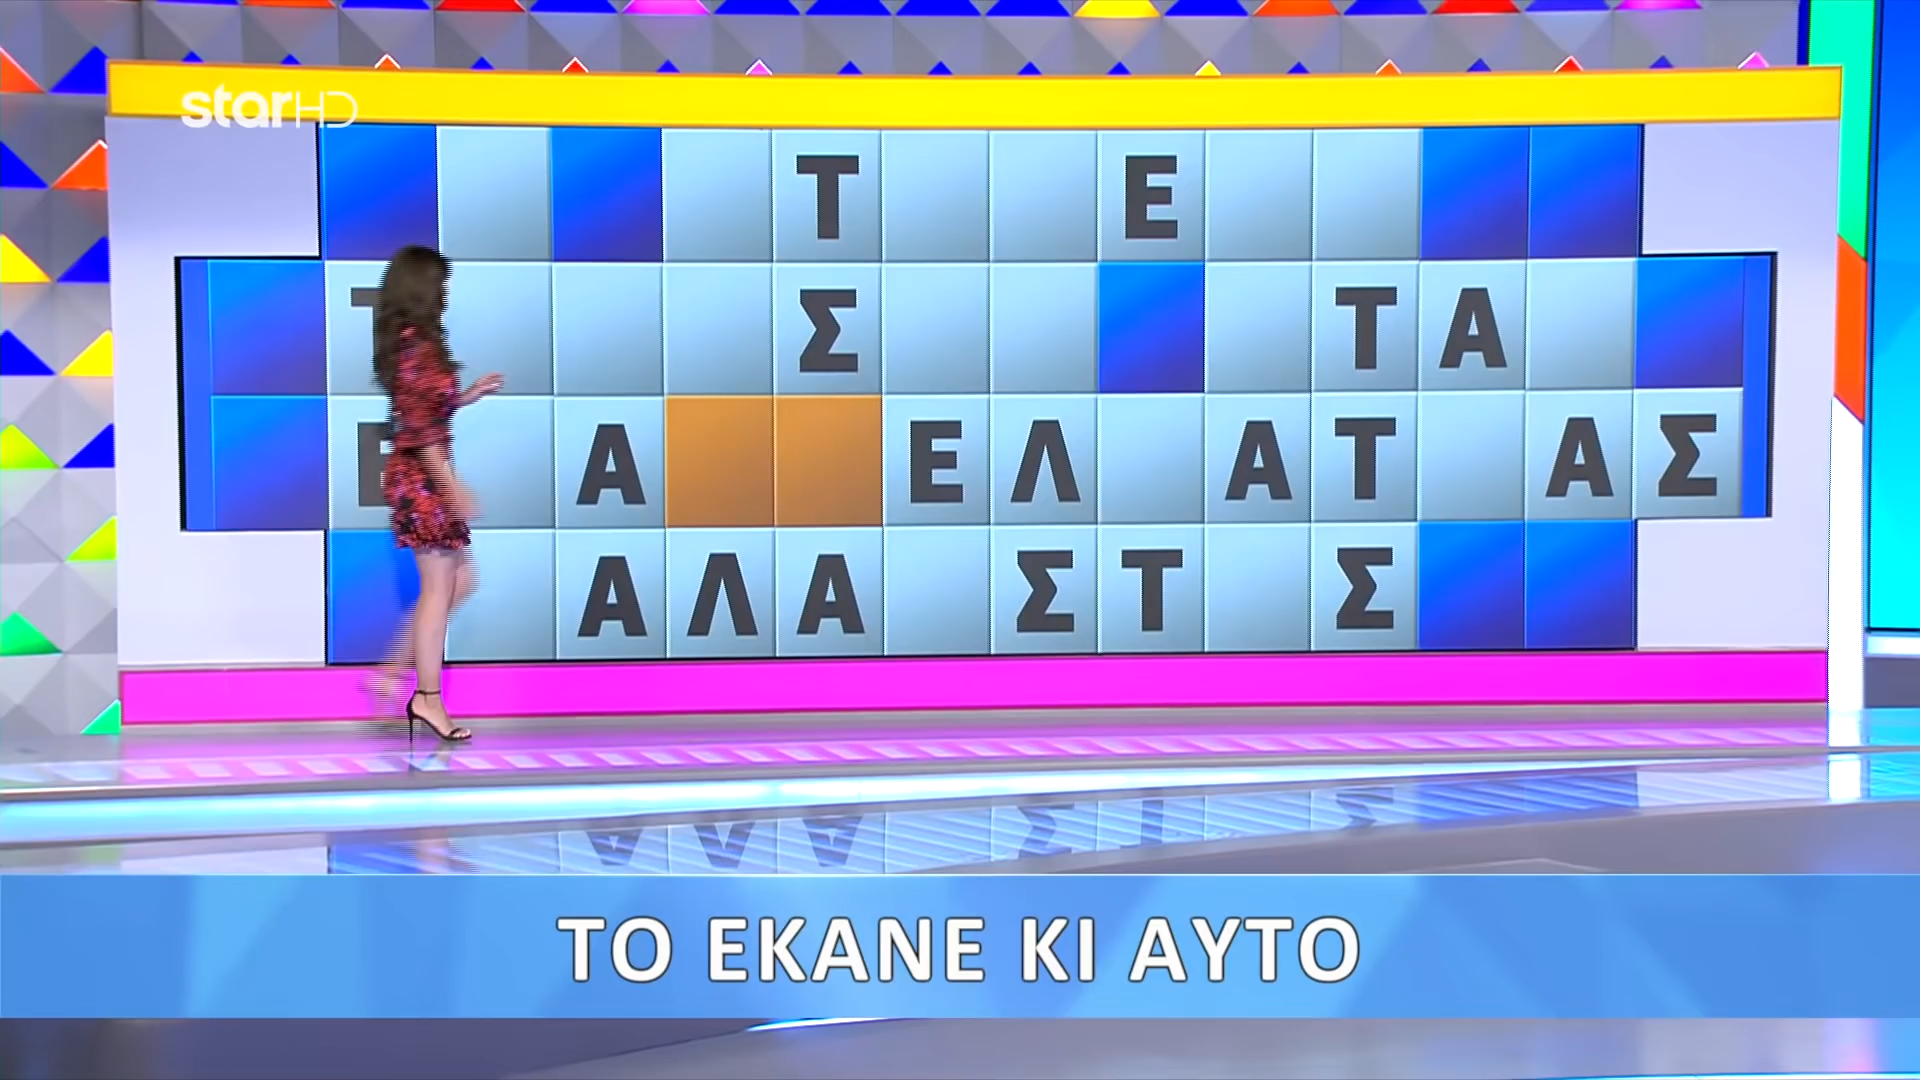 starHD
Τ Ε
Τ Σ ΤΑ
Ε Α ΕΛ ΑΤ ΑΣ
ΑΛΑ ΣΤ Σ
ΤΟ ΕΚΑΝΕ ΚΙ ΑΥΤΟ